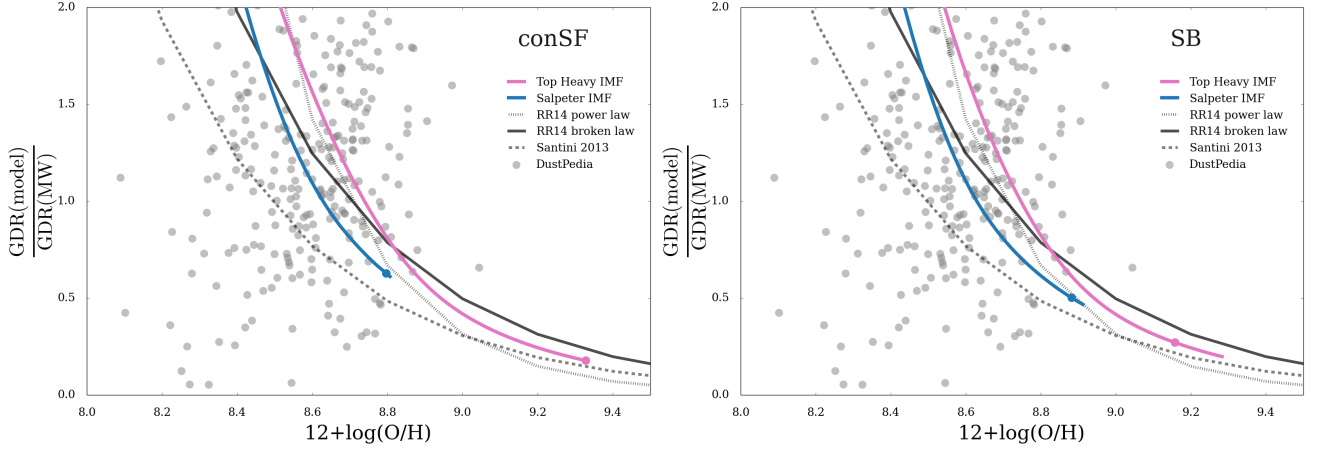 conSF
2.0
1.5
1.0
0.5
0.0
GDR(model)
GDR(MW)
Top Heavy IMF
Salpeter IMF
RR14 power law
RR14 broken law
Santini 2013
DustPedia
8.0 8.2 8.4 8.6 8.8 9.0 9.2 9.4
12+log(O/H)
SB
2.0
1.5
1.0
0.5
0.0
GDR(model)
GDR(MW)
Top Heavy IMF
Salpeter IMF
RR14 power law
RR14 broken law
Santini 2013
DustPedia
8.0 8.2 8.4 8.6 8.8 9.0 9.2 9.4
12+log(O/H)